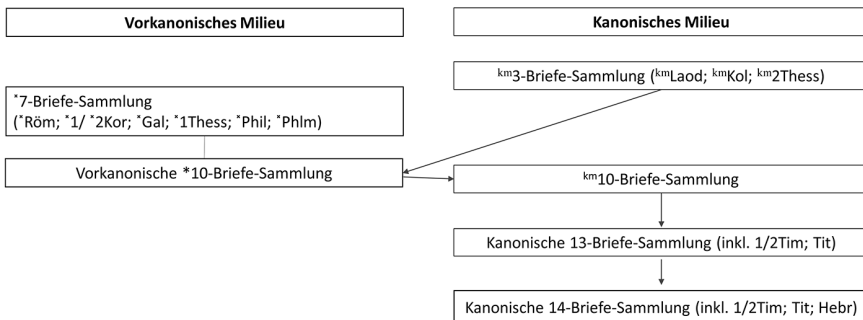 Vorkanonisches Milieu
Kanonisches Milieu
ᵏᵐ3-Briefe-Sammlung (ᵏᵐLaod; ᵏᵐKol; ᵏᵐ2Thess)
*7-Briefe-Sammlung
(*Röm; *1/ *2Kor; *Gal; *1Thess; *Phil; *Phlm)
Vorkanonische *10-Briefe-Sammlung
ᵏᵐ10-Briefe-Sammlung
Kanonische 13-Briefe-Sammlung (inkl. 1/2Tim; Tit)
Kanonische 14-Briefe-Sammlung (inkl. 1/2Tim; Tit; Hebr)